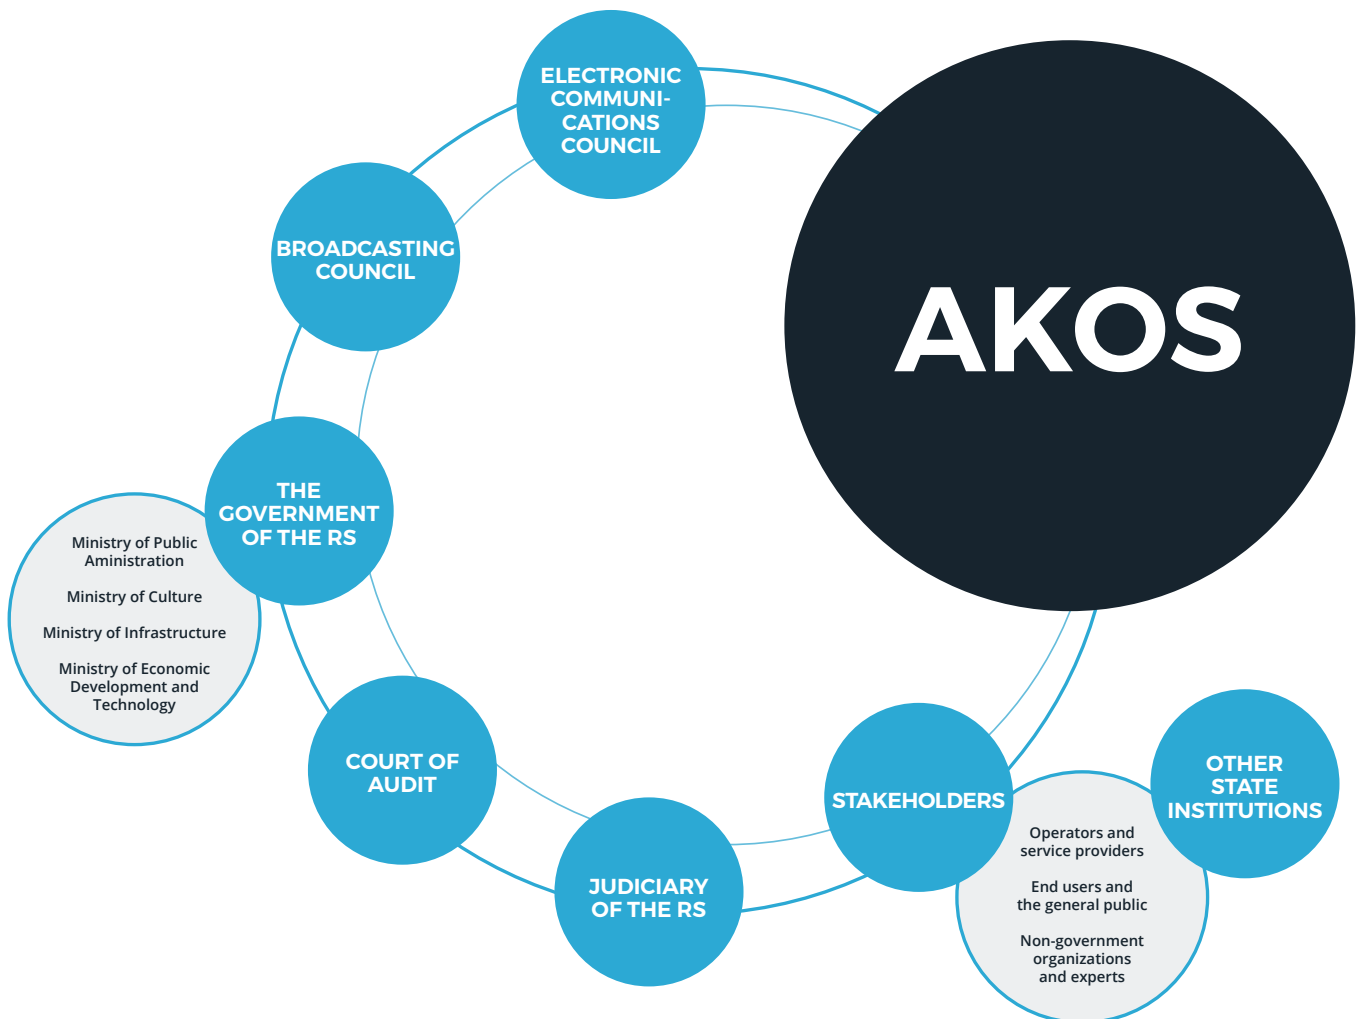 ELECTRONIC
COMMUNI-
CATIONS
COUNCIL
AKOS
BROADCASTING
COUNCIL
THE
GOVERNMENT
OF THE RS
Ministry of Public
Aministration
Ministry of Culture
Ministry of Infrastructure
Ministry of Economic
Development and
Technology
COURT OF
AUDIT
JUDICIARY
OF THE RS
STAKEHOLDERS
Operators and
service providers
End users and
the general public
Non-government
organizations
and experts
OTHER
STATE
INSTITUTIONS